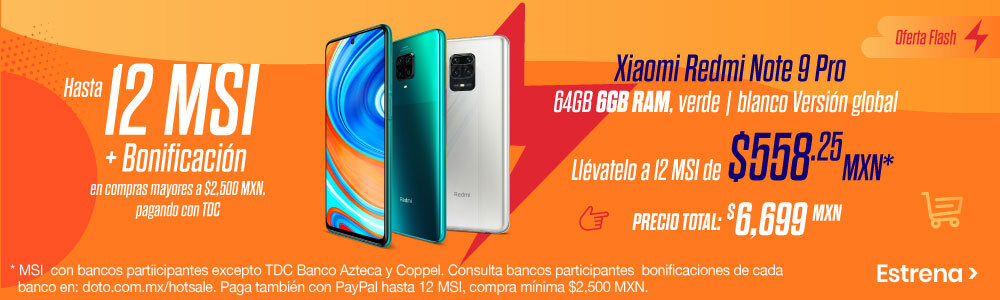 Hasta
12 MSI
+ Bonificación
en compras mayores a $2,500 MXN,
pagando con TDC
Redmi
Redmi
Oferta Flash
Xiaomi Redmi Note 9 Pro
64GB 6GB RAM, verde | blanco Versión global
Llévatelo a 12 MSI de $558.25 MXN*
PRECIO TOTAL: $6,699 MXN
* MSI con bancos partiicipantes excepto TDC Banco Azteca y Coppel. Consulta bancos participantes bonificaciones de cada
banco en: doto.com.mx/hotsale. Paga también con PayPal hasta 12 MSI, compra mínima $2,500 MXN.
Estrena >